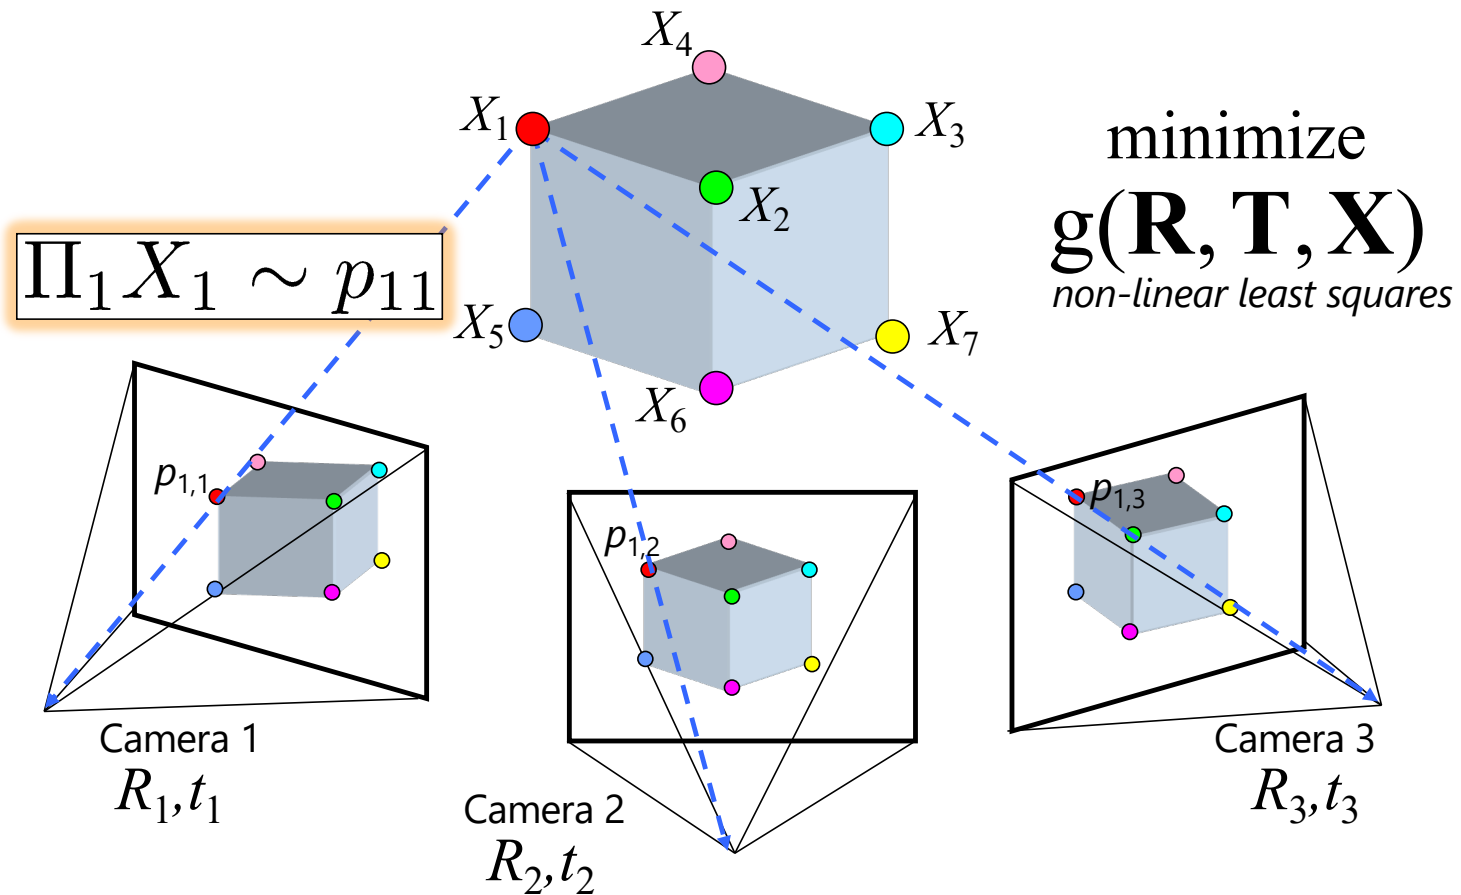 X4
X1
X3
X2
minimize
g(R, T, X)
non-linear least squares
Π1X1 ∼ p11
X5
X7
X6
p1,1
p1,2
p1,3
Camera 1
R1,t1
Camera 2
R2,t2
Camera 3
R3,t3